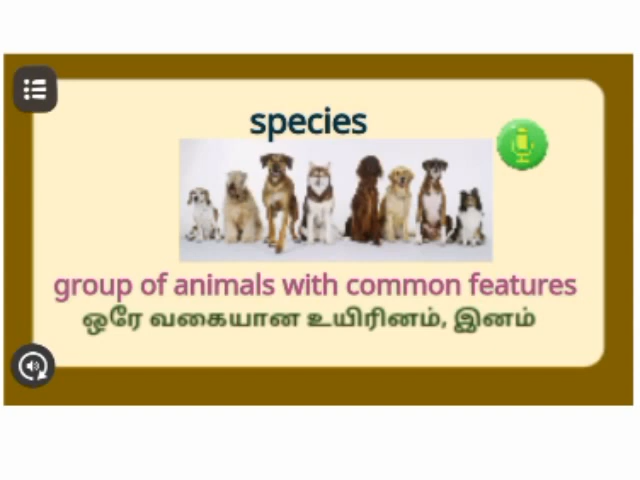 species
group of animals with common features
ஒரே வகையான உயிரினம், இனம்